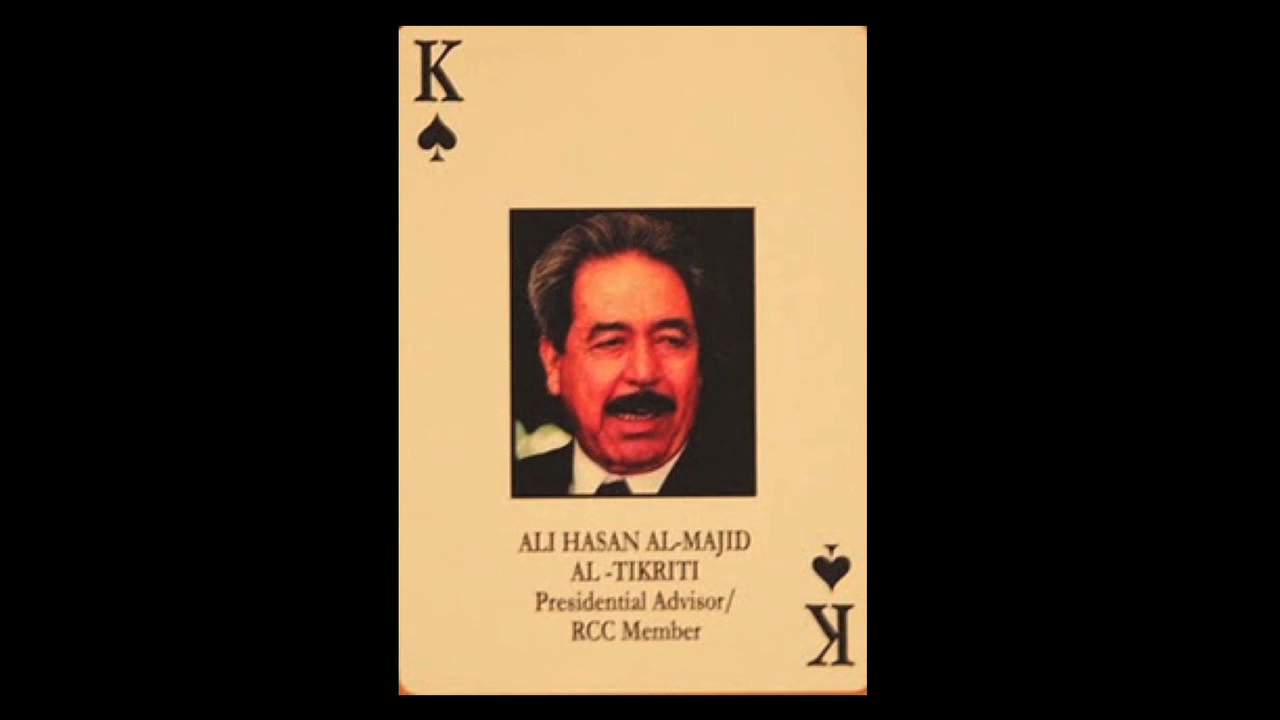 K
ALI HASAN AL-MAJID
AL -TIKRITI
Presidential Advisor/
RCC Member
K